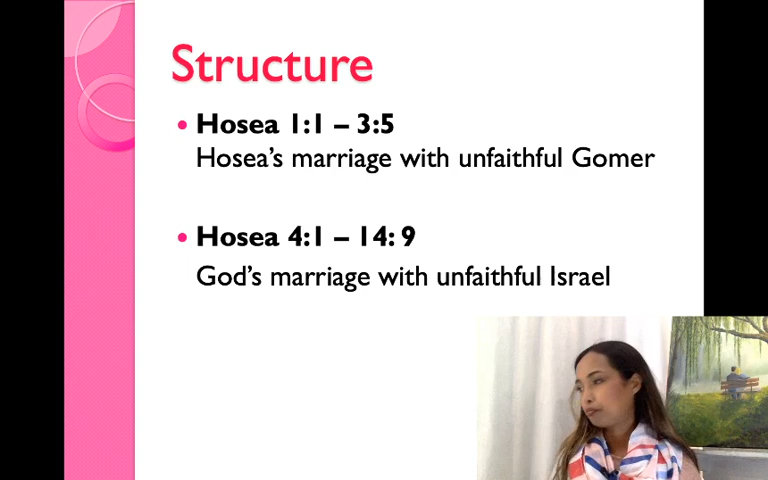 Structure
• Hosea 1:1 – 3:5
Hosea’s marriage with unfaithful Gomer
• Hosea 4:1 – 14: 9
God’s marriage with unfaithful Israel